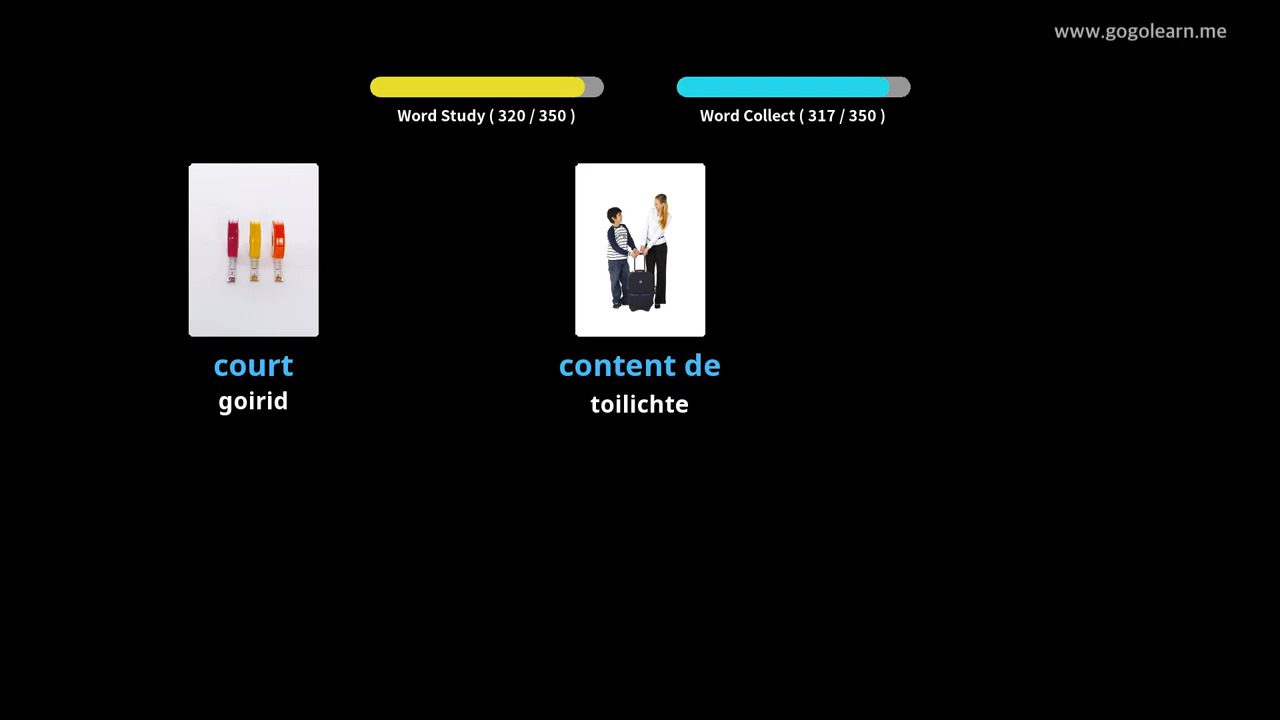 www.gogolearn.me
Word Study ( 320 / 350 )
Word Collect ( 317 / 350 )
court
goirid
content de
toilichte